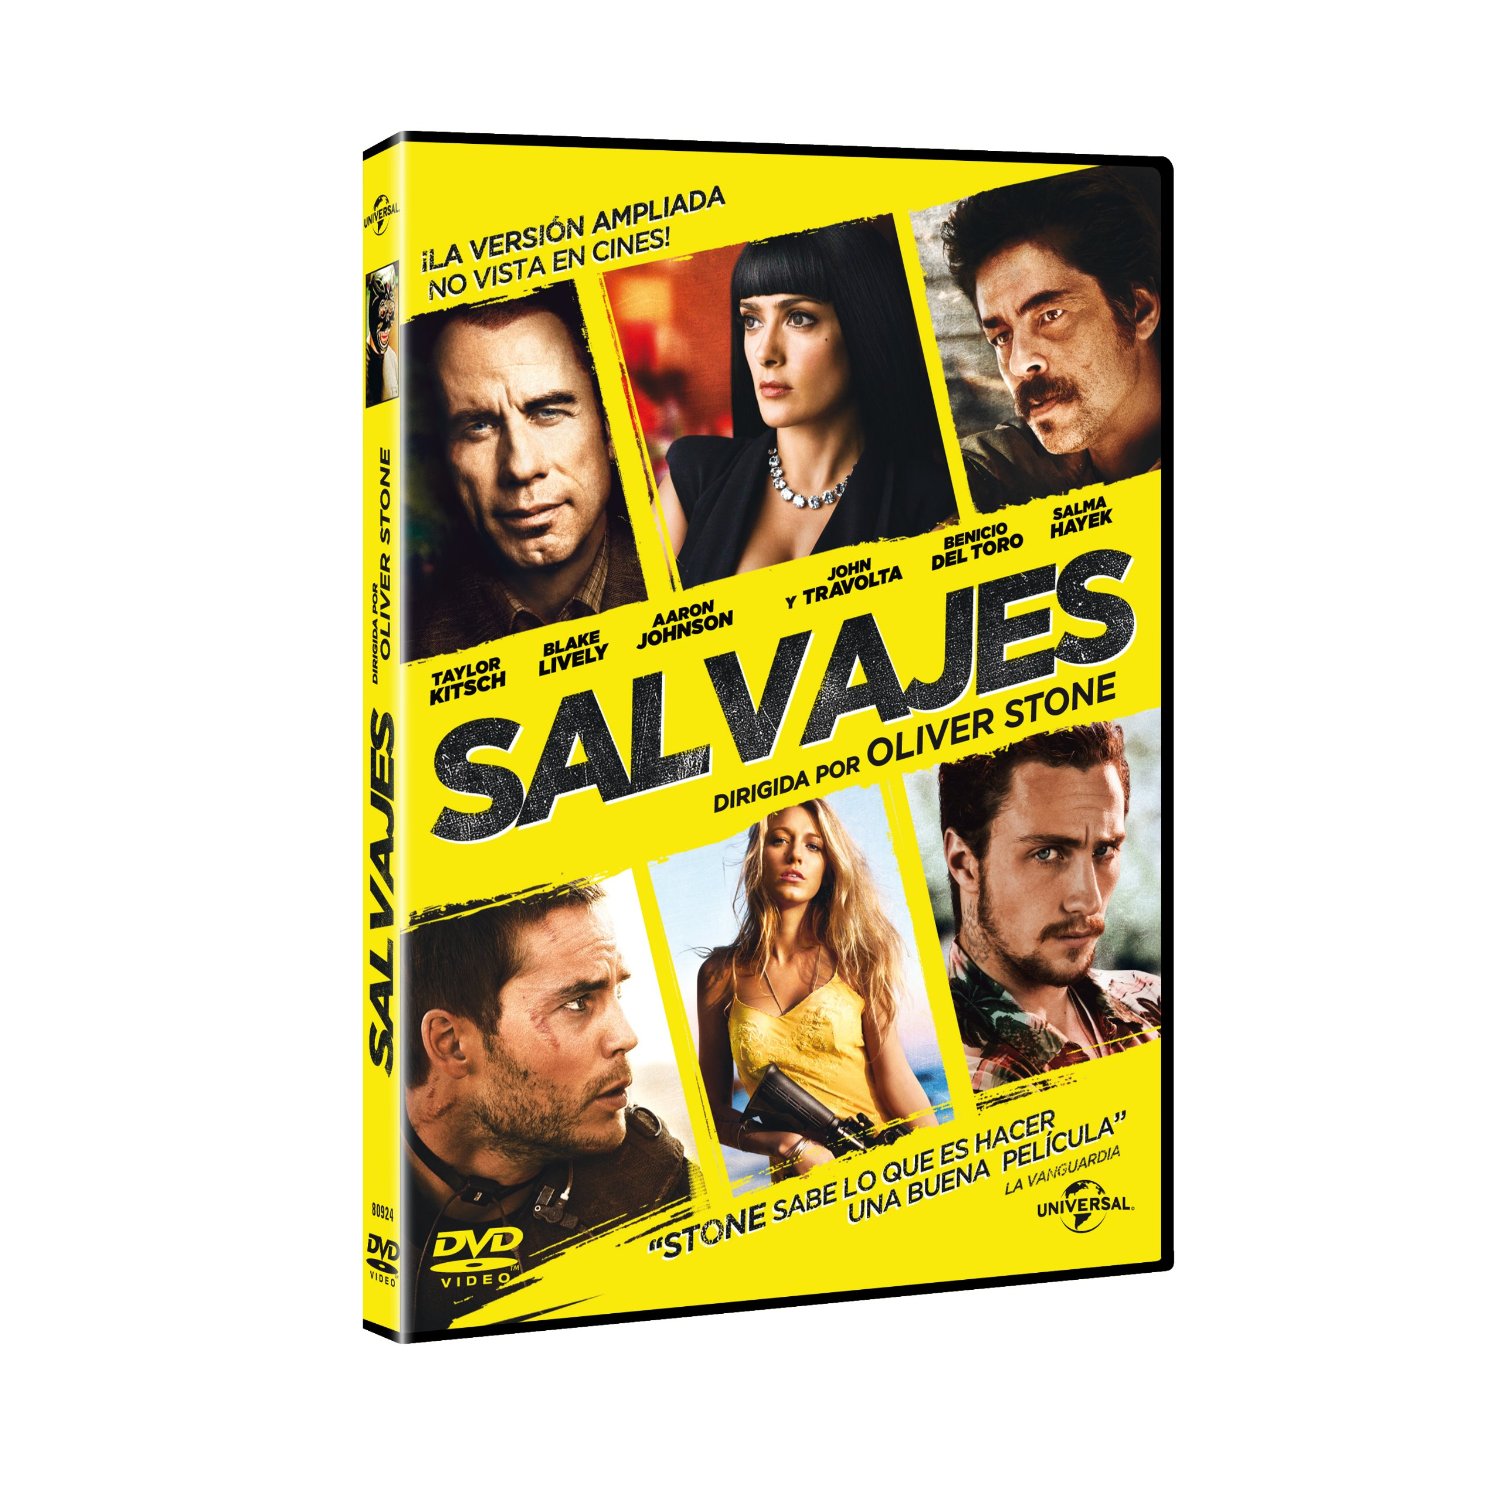 ¡LA VERSIÓN AMPLIADA
NO VISTA EN CINES!
TAYLOR
KITSCH
BLAKE
LIVELY
AARON
JOHNSON
Y JOHN
TRAVOLTA
BENICIO
DEL TORO
SALMA
HAYEK
SALVAJES
DIRIGIDA POR OLIVER STONE
"STONE SABE LO QUE ES HACER
UNA BUENA PELÍCULA"
LA VANGUARDIA
UNIVERSAL
DVD
VIDEO
TM
UNIVERSAL
DIRIGIDA POR
OLIVER STONE
SALVAJES
80924
DVD
VIDEO